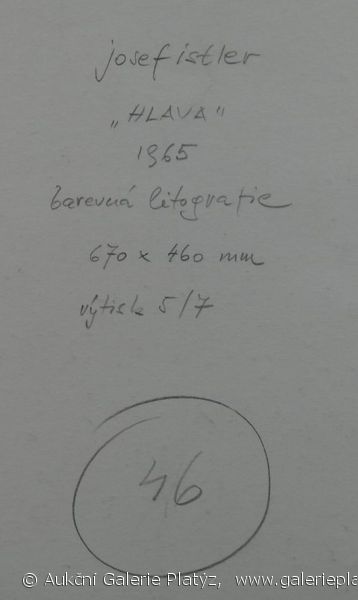 josef istler
„HLAVA"
1965
barevná litografie
670 x 460 mm
výtisk 5/7
46
© Aukční Galerie Platýz, www.galeriepla